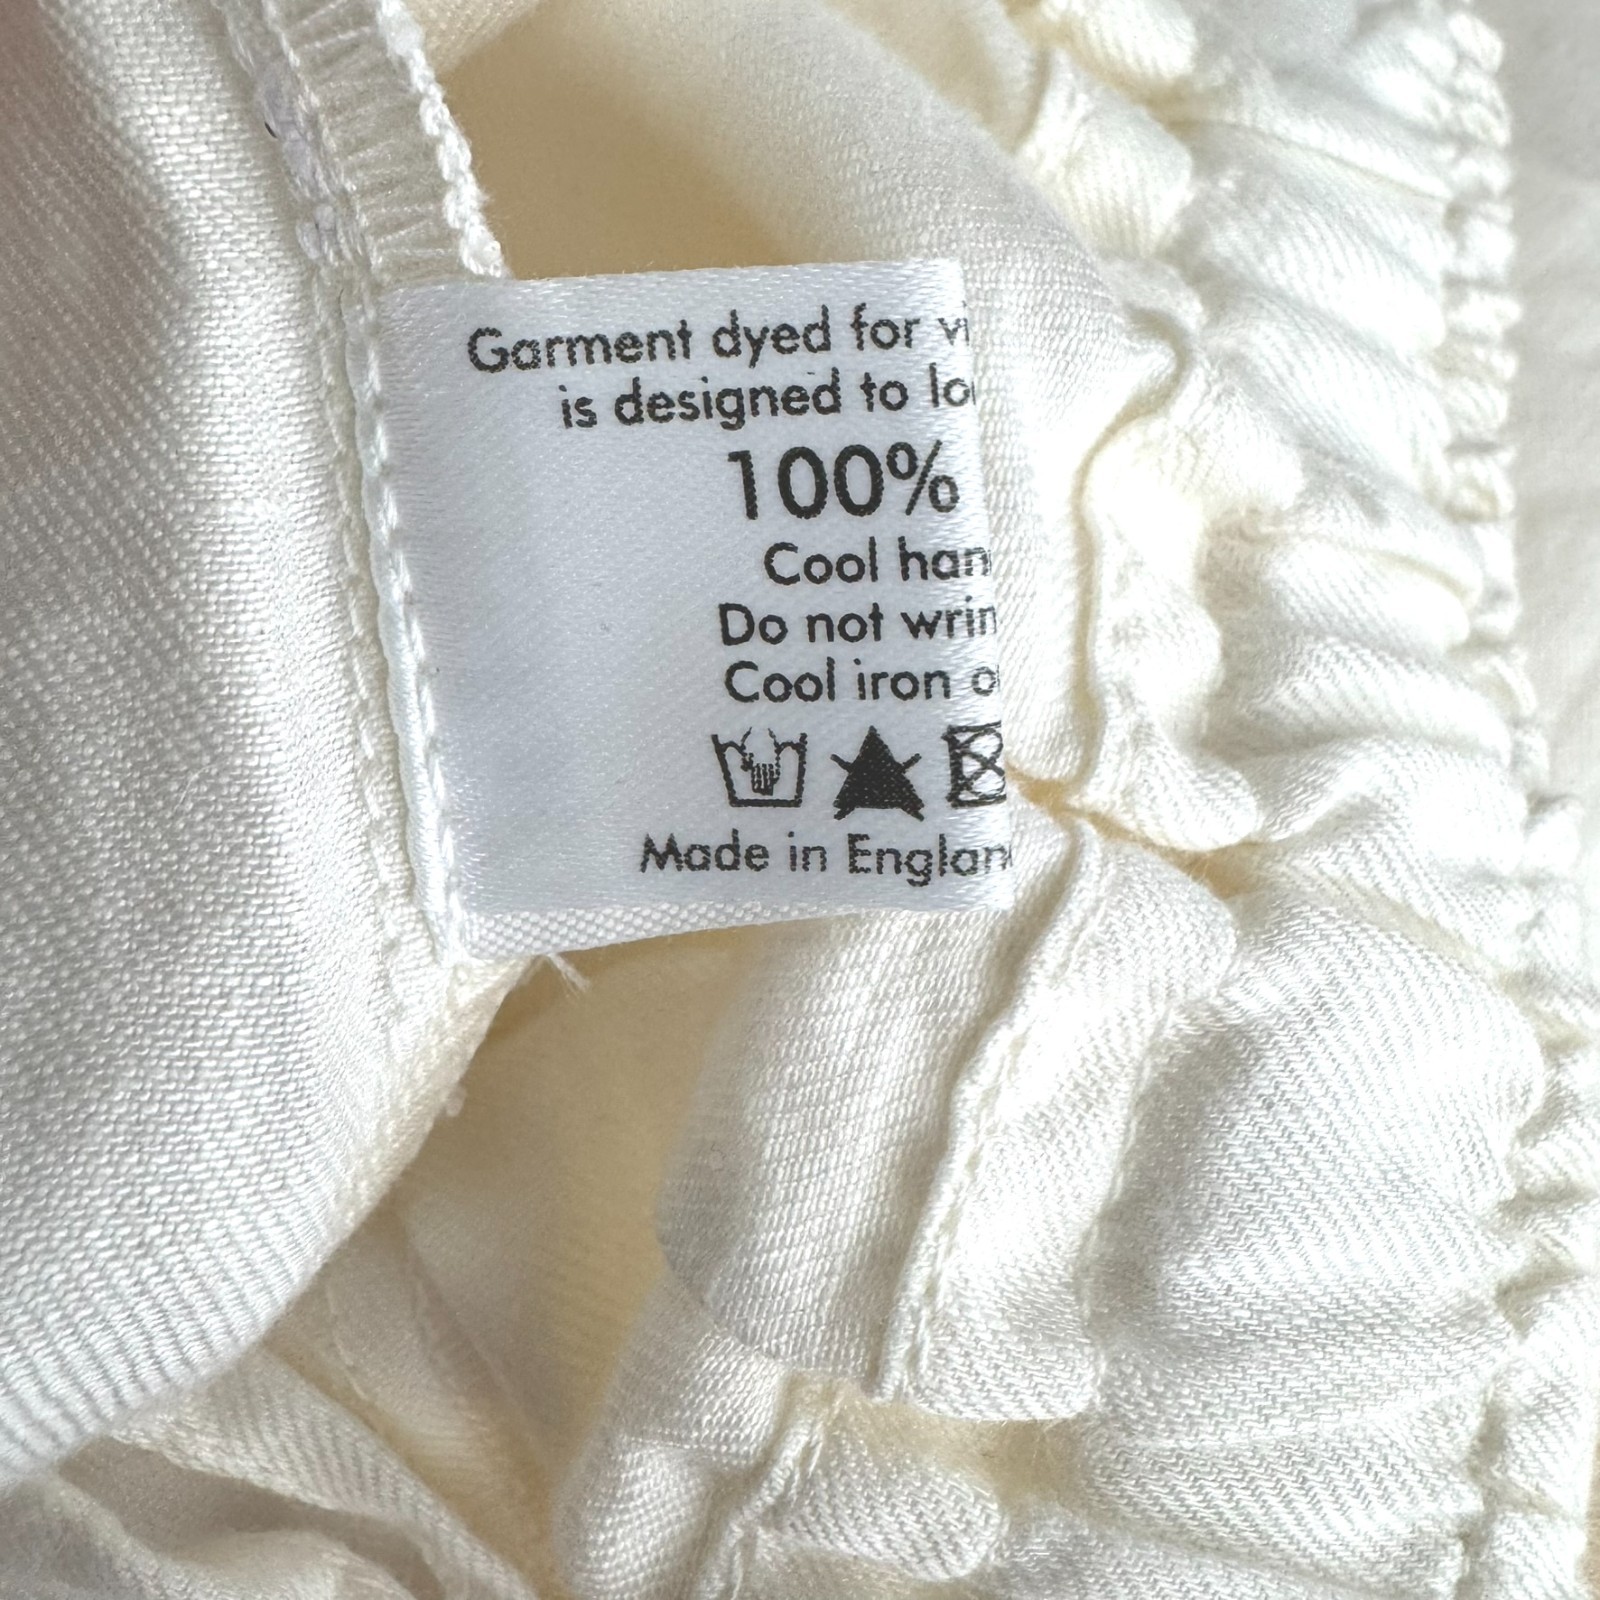 Garment dyed for vi
is designed to lo
100%
Cool han
Do not wrin
Cool iron o
Made in Englan